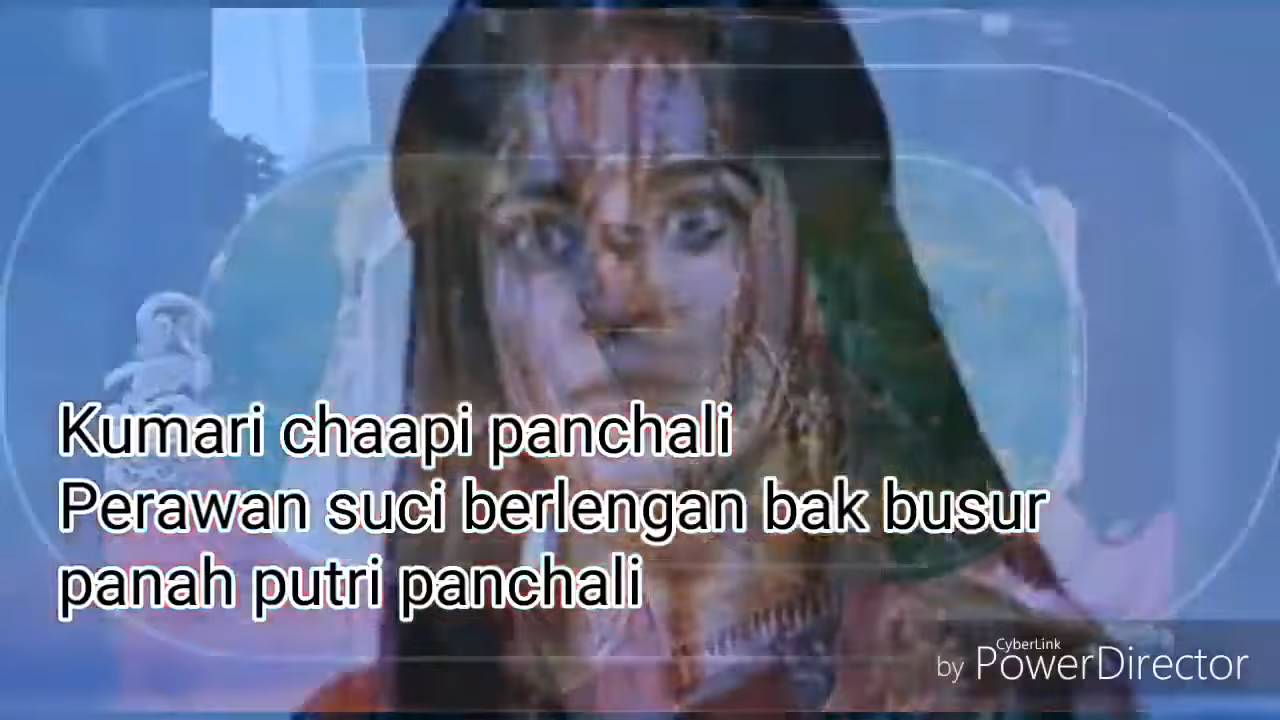 Kumari chaapi panchali
Perawan suci berlengan bak busur
panah putri panchali
CyberLink
by PowerDirector